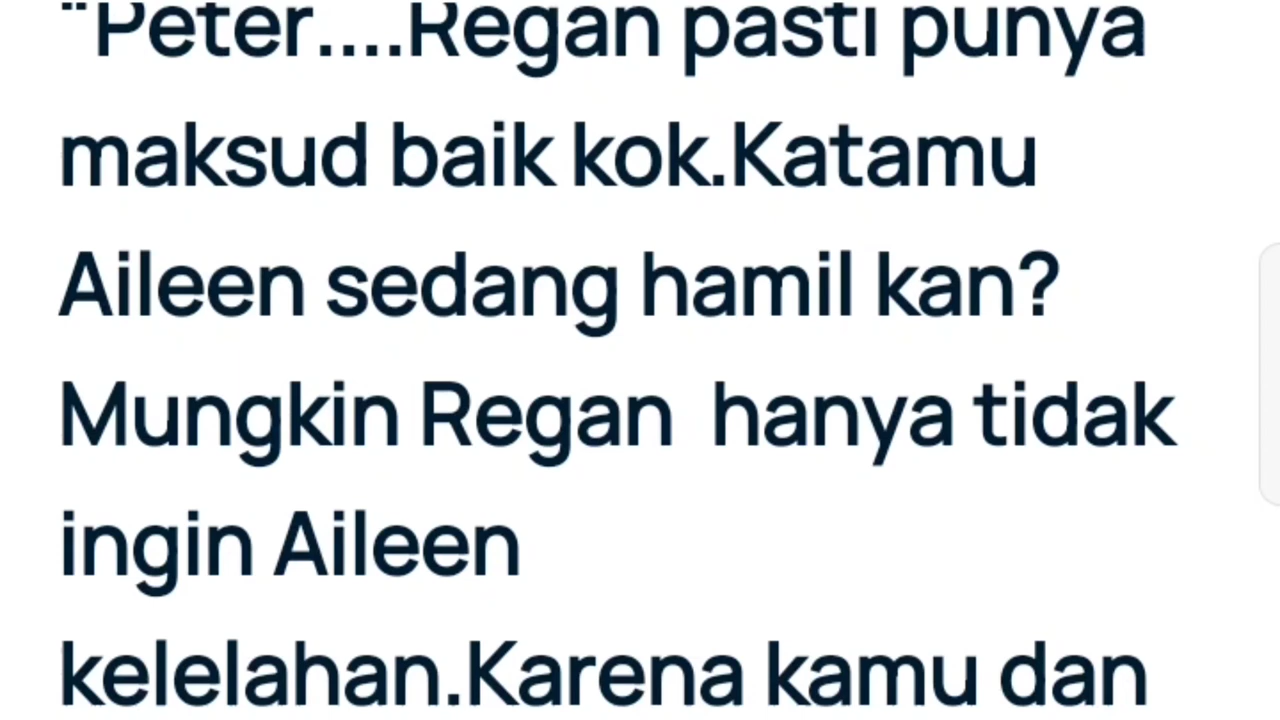 "Peter....Regan pasti punya
maksud baik kok.Katamu
Aileen sedang hamil kan?
Mungkin Regan  hanya tidak
ingin Aileen
kelelahan.Karena kamu dan